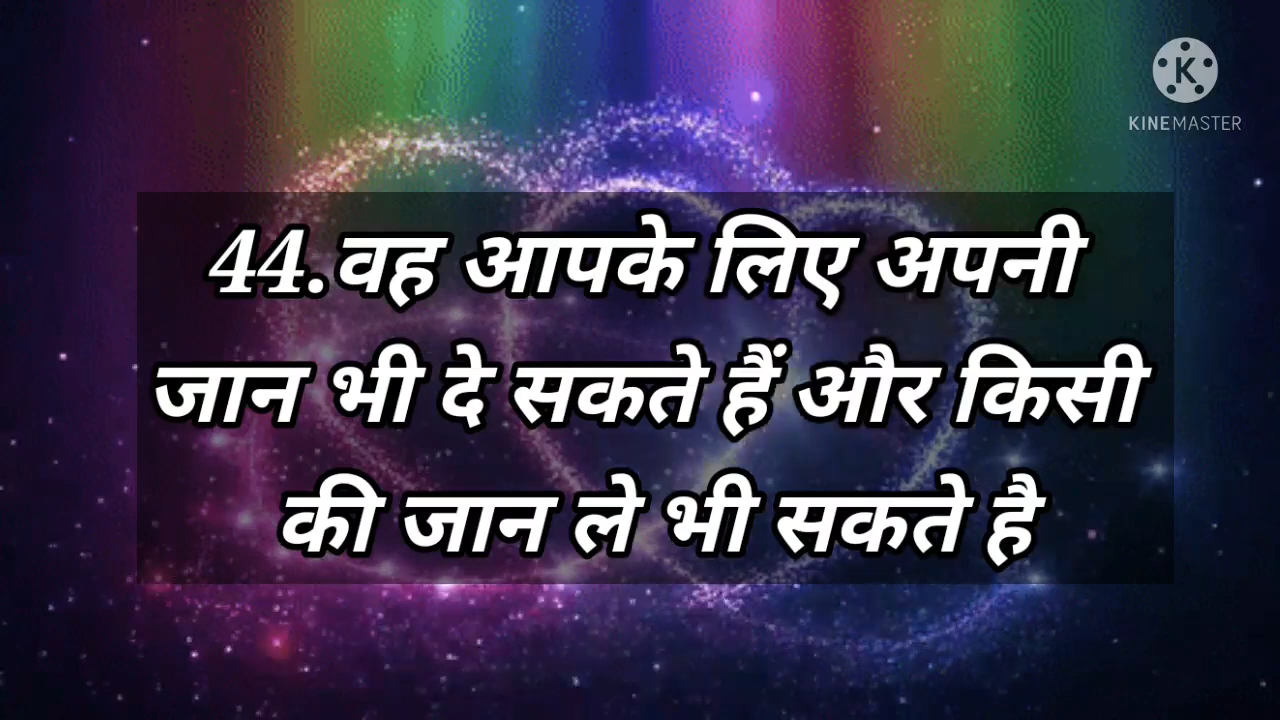 KINEMASTER
44.वह आपके लिए अपनी
जान भी दे सकते हैं और किसी
की जान ले भी सकते है